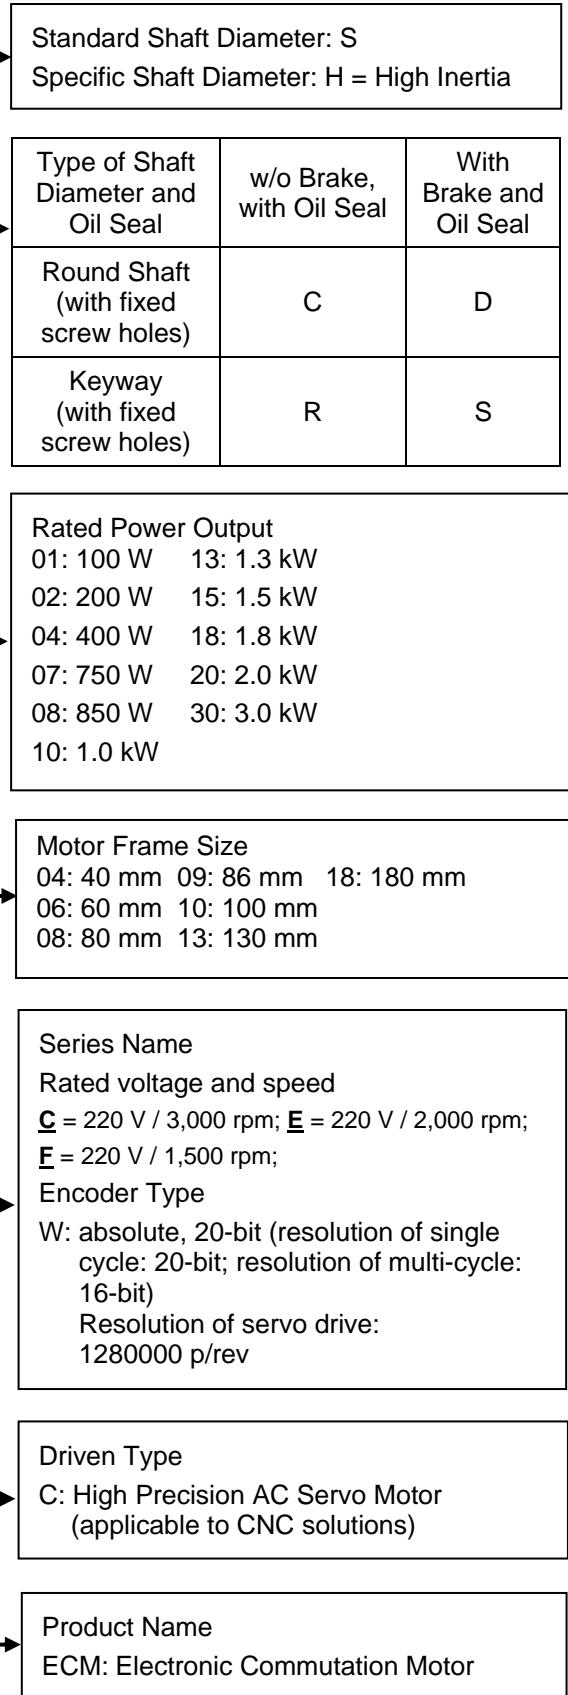 Standard Shaft Diameter: S
Specific Shaft Diameter: H = High Inertia
Type of Shaft
Diameter and
Oil Seal
w/o Brake,
with Oil Seal
With
Brake and
Oil Seal
Round Shaft
(with fixed
screw holes)
C
D
Keyway
(with fixed
screw holes)
R
S
Rated Power Output
01: 100 W 13: 1.3 kW
02: 200 W 15: 1.5 kW
04: 400 W 18: 1.8 kW
07: 750 W 20: 2.0 kW
08: 850 W 30: 3.0 kW
10: 1.0 kW
Motor Frame Size
04: 40 mm 09: 86 mm 18: 180 mm
06: 60 mm 10: 100 mm
08: 80 mm 13: 130 mm
Series Name
Rated voltage and speed
C = 220 V / 3,000 rpm; E = 220 V / 2,000 rpm;
F = 220 V / 1,500 rpm;
Encoder Type
W: absolute, 20-bit (resolution of single
cycle: 20-bit; resolution of multi-cycle:
16-bit)
Resolution of servo drive:
1280000 p/rev
Driven Type
C: High Precision AC Servo Motor
(applicable to CNC solutions)
Product Name
ECM: Electronic Commutation Motor